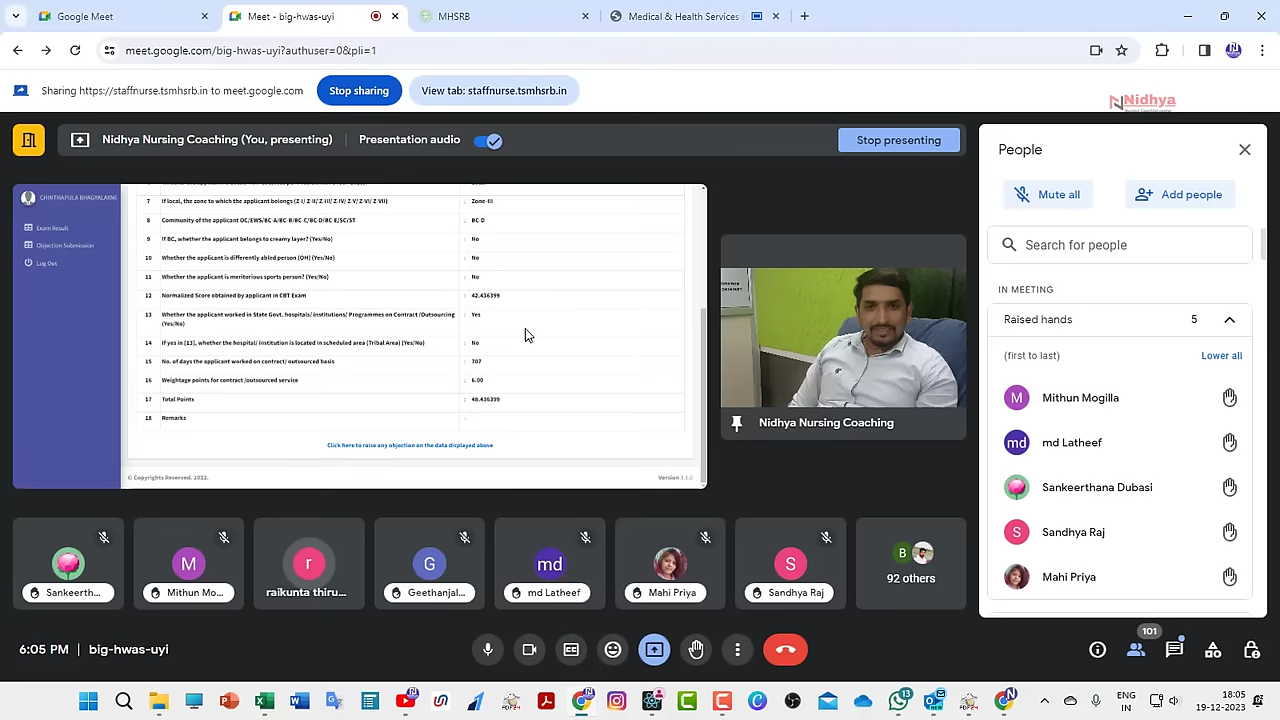 Google Meet
Google Meet - big-hwas-uyi
MHSRB
Medical & Health Services
meet.google.com/big-hwas-uyi?authuser=0&pli=1
Sharing https://staffnurse.tsmhsrb.in to meet.google.com
Stop sharing
View tab: staffnurse.tsmhsrb.in
Nidhya
Nidhya Nursing Coaching (You, presenting)
Presentation audio
Stop presenting
CHINTHAPULA BHAGYALAXMI
Exam Result
Objection Submission
Log Out
7 If local, the zone to which the applicant belongs (Z-I/ Z-II/ Z-III/ Z-IV/ Z-V/ Z-VI/ Z-VII) : Zone-III
8 Community of the applicant OC/EWS/BC-A/BC-B/BC-C/BC-D/BC-E/SC/ST : BC-D
9 If BC, whether the applicant belongs to creamy layer? (Yes/No) : No
10 Whether the applicant is differently abled person (OH) (Yes/No) : No
11 Whether the applicant is meritorious sports person? (Yes/No) : No
12 Normalized Score obtained by applicant in CBT Exam : 42.436399
13 Whether the applicant worked in State Govt. hospitals/ institutions/ Programmes on Contract /Outsourcing : Yes
(Yes/No)
14 If yes in [13], whether the hospital/ institution is located in scheduled area (Tribal Area) (Yes/No) : No
15 No. of days the applicant worked on contract/ outsourced basis : 707
16 Weightage points for contract /outsourced service : 6.00
17 Total Points : 48.436399
18 Remarks :
Click here to raise any objection on the data displayed above
© Copyrights Reserved. 2022.
Version 3.1.0
Nidhya Nursing Coaching
People
Mute all
Add people
Search for people
IN MEETING
Raised hands 5
(first to last)
Lower all
M Mithun Mogilla
md md Latheef
Sankeerthana Dubasi
S Sandhya Raj
Mahi Priya
Sankeerth...
M
Mithun Mo...
r
raikunta thiru...
G
Geethanjal...
md
md Latheef
Mahi Priya
S
Sandhya Raj
B
92 others
6:05 PM | big-hwas-uyi
101
13
ENG
IN
18:05
19-12-2023